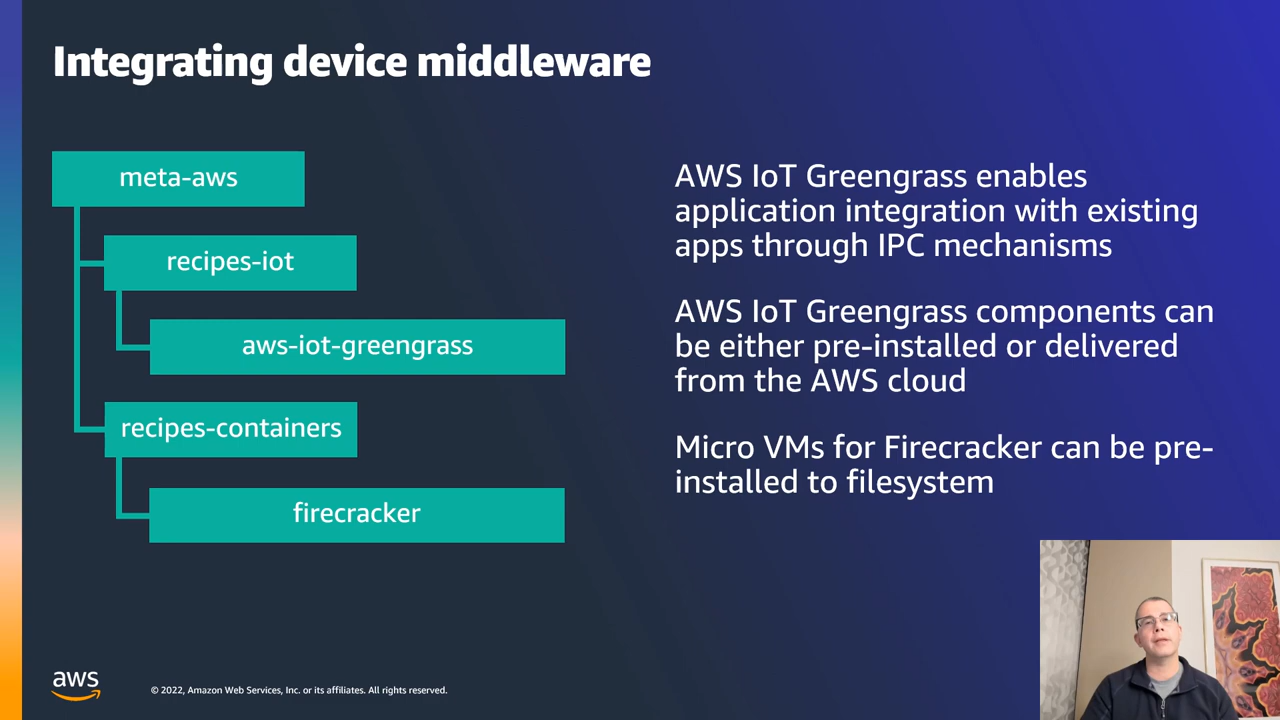 Integrating device middleware
meta-aws
recipes-iot
aws-iot-greengrass
recipes-containers
firecracker
AWS IoT Greengrass enables
application integration with existing
apps through IPC mechanisms
AWS IoT Greengrass components can
be either pre-installed or delivered
from the AWS cloud
Micro VMs for Firecracker can be pre-
installed to filesystem
aws
© 2022, Amazon Web Services, Inc. or its affiliates. All rights reserved.